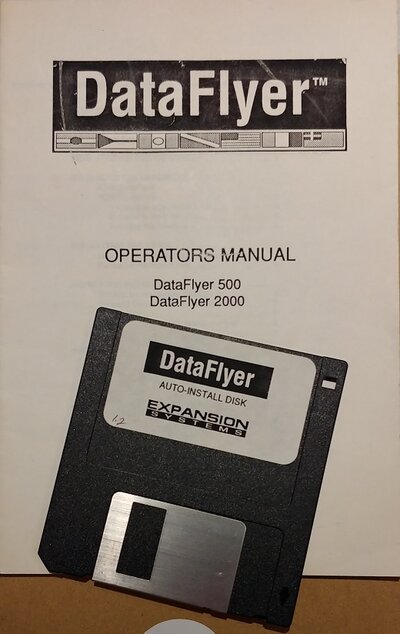 DataFlyer™
OPERATORS MANUAL
DataFlyer 500
DataFlyer 2000
DataFlyer
AUTO-INSTALL DISK
EXPANSION
SYSTEMS
1.2